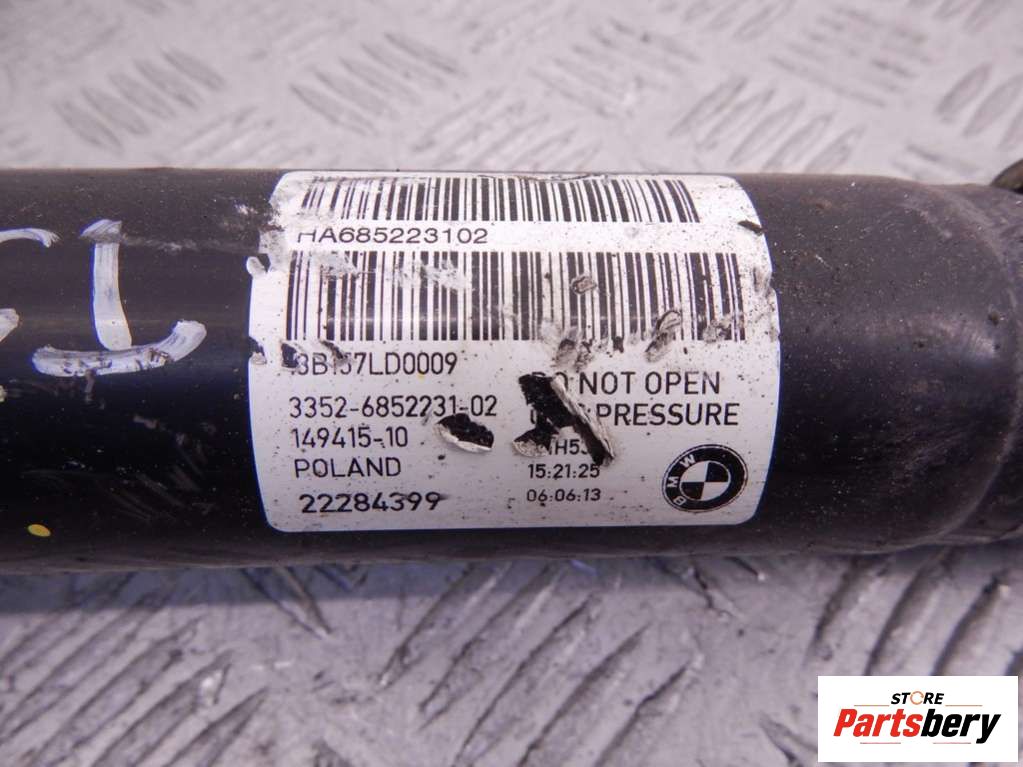 HA685223102
3352-6852231-02
149415-10
POLAND
22284399
NOT OPEN
PRESSURE
15:21:25
06:06:13
BMW
STORE
Partsbery